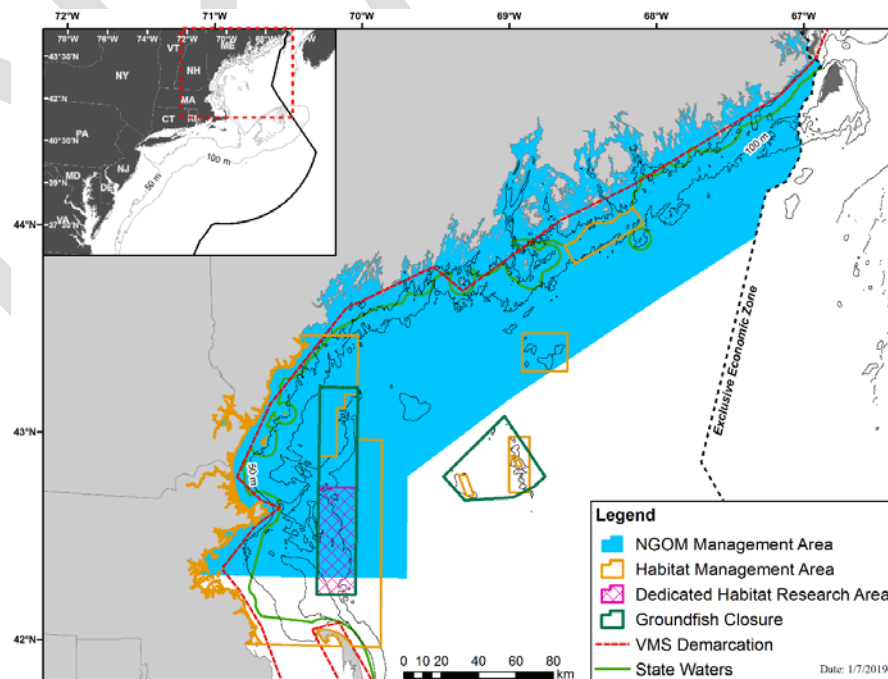 72°W 71°W 70°W 69°W 68°W 67°W
76°W 74°W 72°W 70°W 68°W
43°30'N
42°N
40°30'N
39°N
37°30'N
VT
ME
NY
NH
MA
CT
RI
PA
NJ
MD
DE
VA
50 m
100 m
100 m
44°N
43°N
42°N
50 m
Exclusive Economic Zone
Legend
NGOM Management Area
Habitat Management Area
Dedicated Habitat Research Area
Groundfish Closure
VMS Demarcation
State Waters
0 10 20 40 60 80
km
Date: 1/7/2019